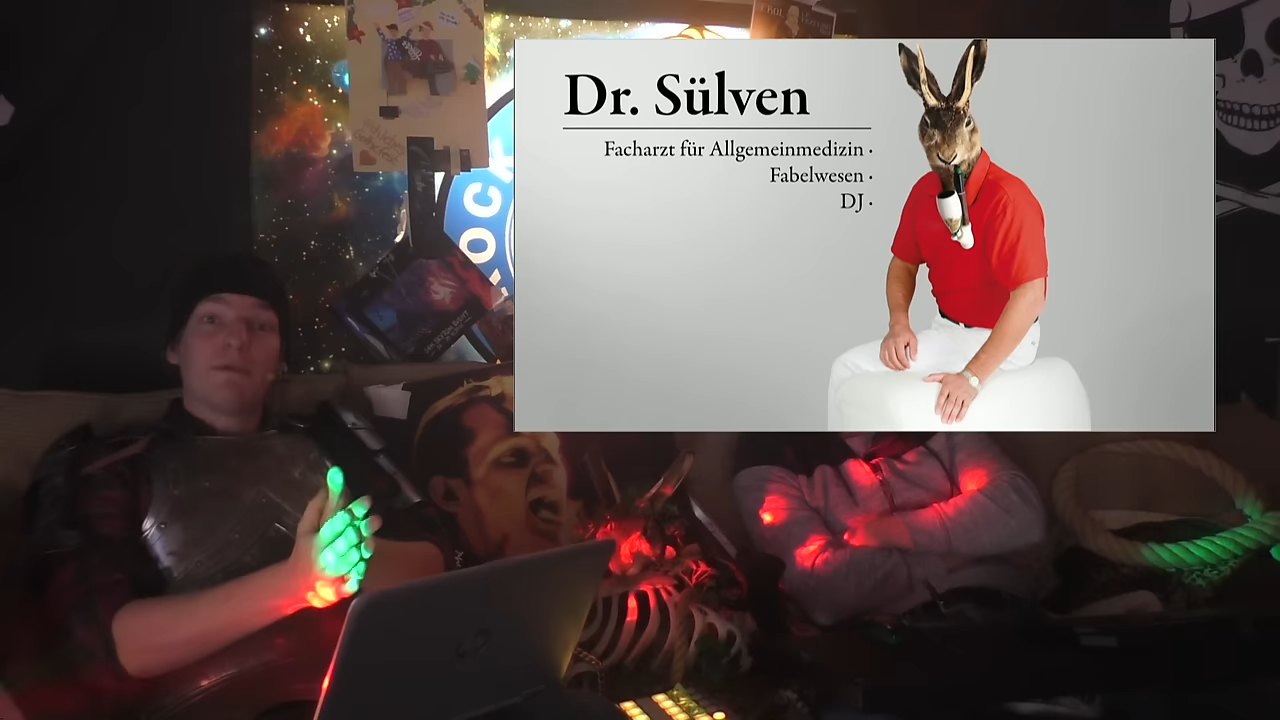 Dr. Sülven
Facharzt für Allgemeinmedizin ·
Fabelwesen ·
DJ ·